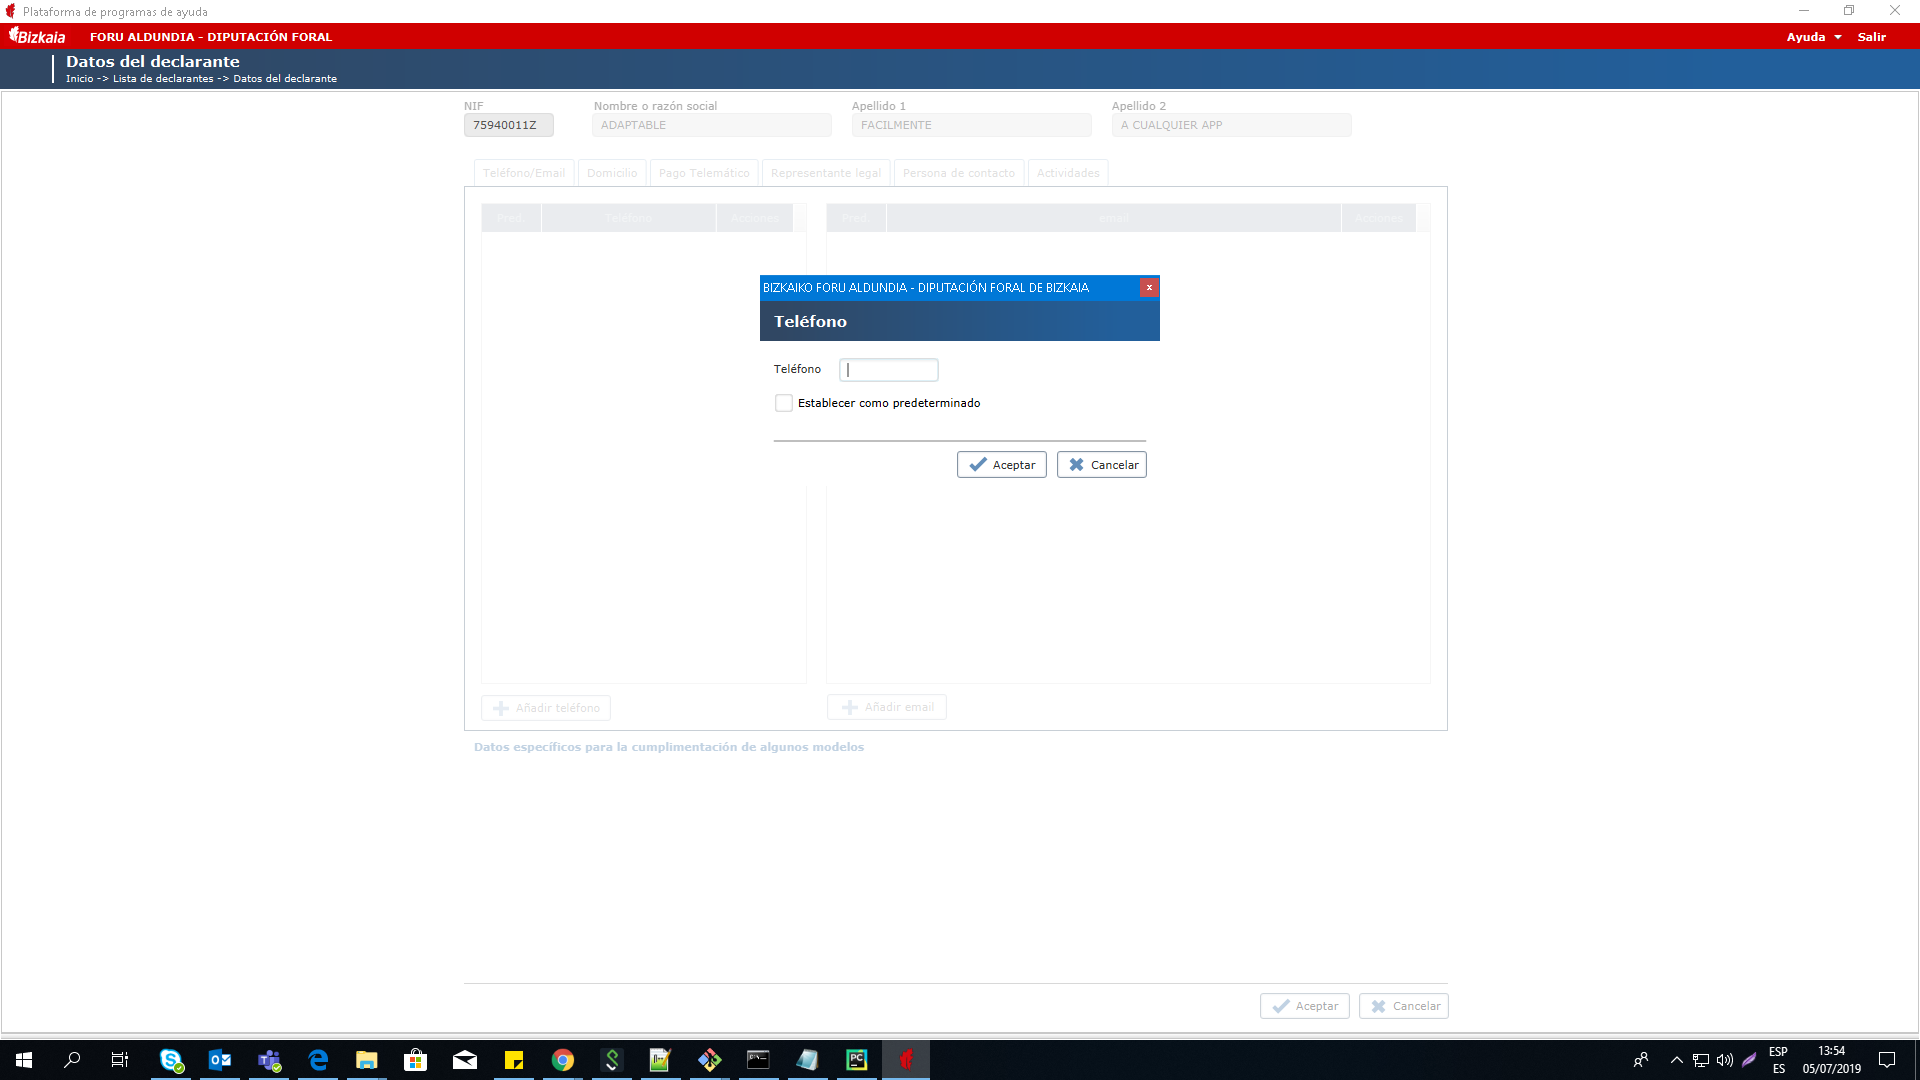 Plataforma de programas de ayuda
Bizkaia FORU ALDUNDIA - DIPUTACIÓN FORAL Ayuda Salir
Datos del declarante
Inicio -> Lista de declarantes -> Datos del declarante
NIF Nombre o razón social Apellido 1 Apellido 2
75940011Z ADAPTABLE FACILMENTE A CUALQUIER APP
Teléfono/Email Domicilio Pago Telemático Representante legal Persona de contacto Actividades
Pred. Teléfono Acciones Pred. email Acciones
BIZKAIKO FORU ALDUNDIA - DIPUTACIÓN FORAL DE BIZKAIA x
Teléfono
Teléfono
Establecer como predeterminado
Aceptar Cancelar
Añadir teléfono Añadir email
Datos específicos para la cumplimentación de algunos modelos
Aceptar Cancelar
ESP 13:54
ES 05/07/2019